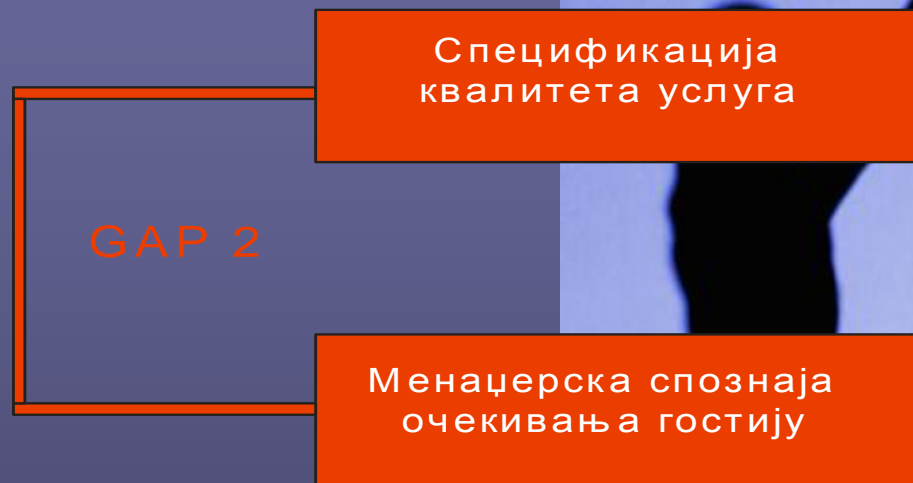 Спецификација
квалитета услуга
GAP 2
Менаџерска спознаја
очекивања гостију